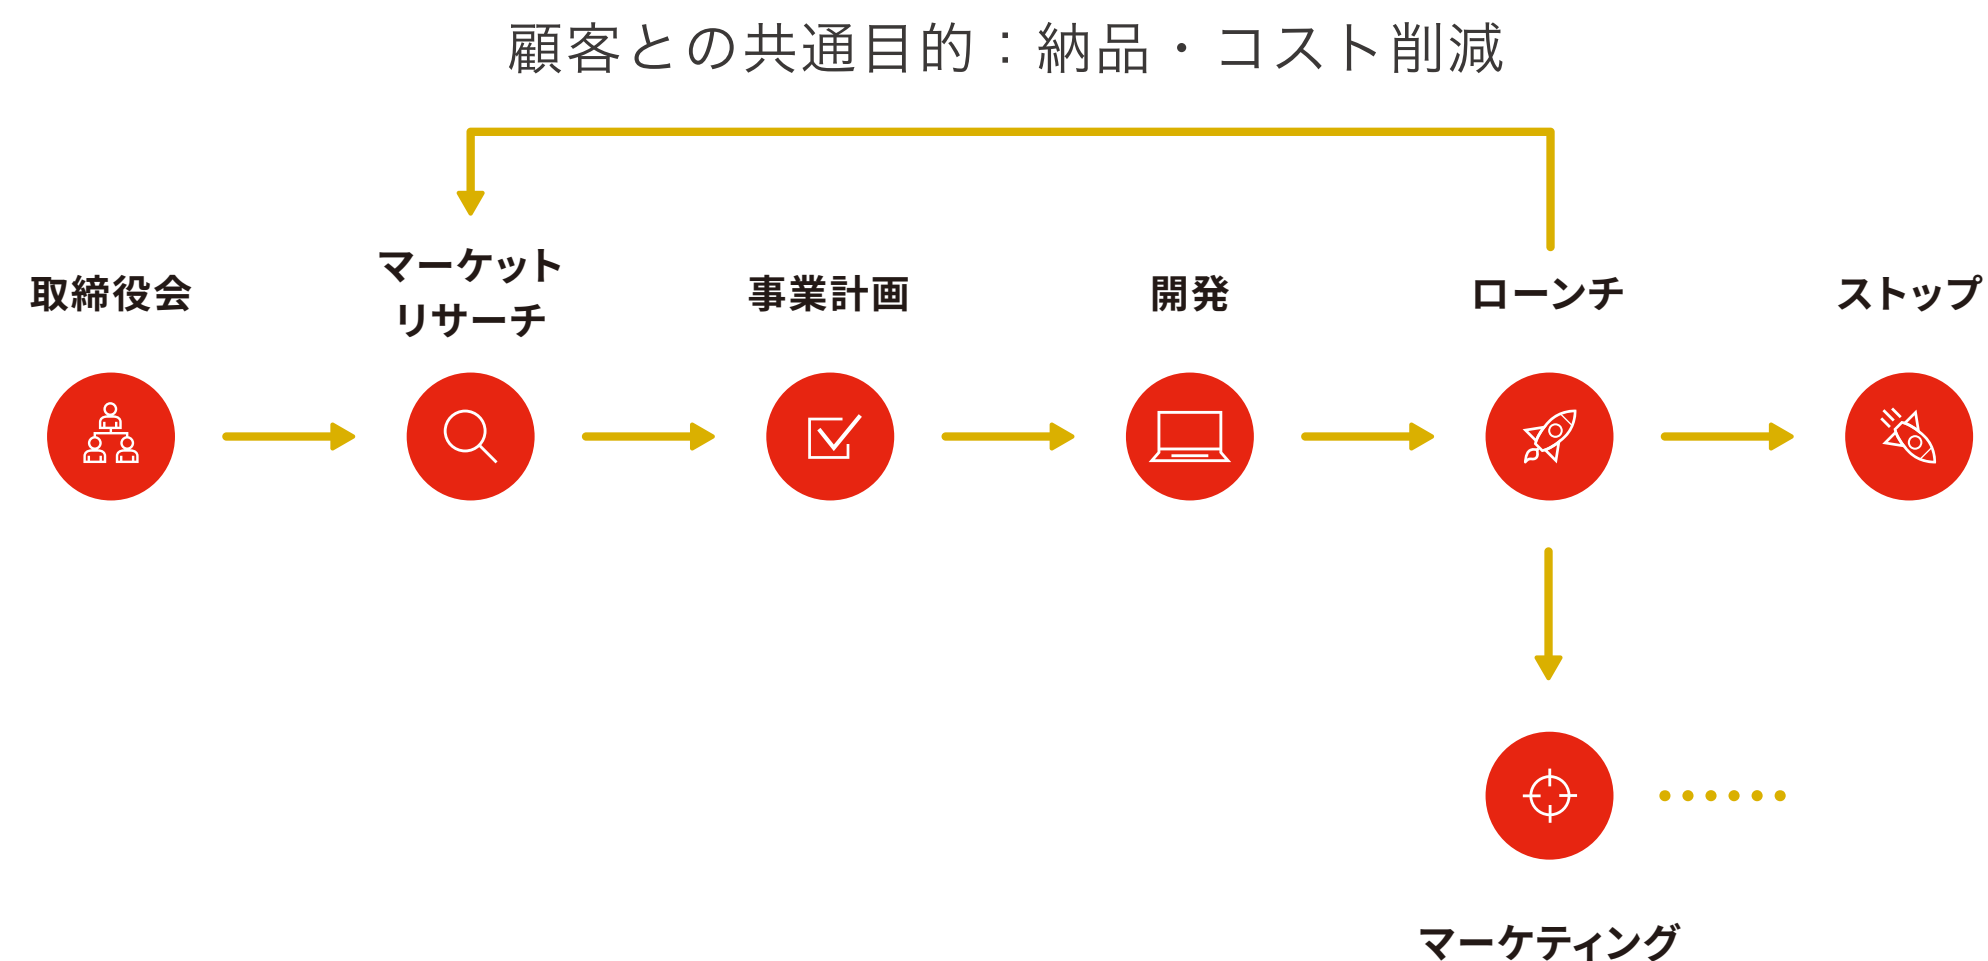 顧客との共通目的：納品・コスト削減
取締役会
マーケット
リサーチ
事業計画
開発
ローンチ
ストップ
マーケティング